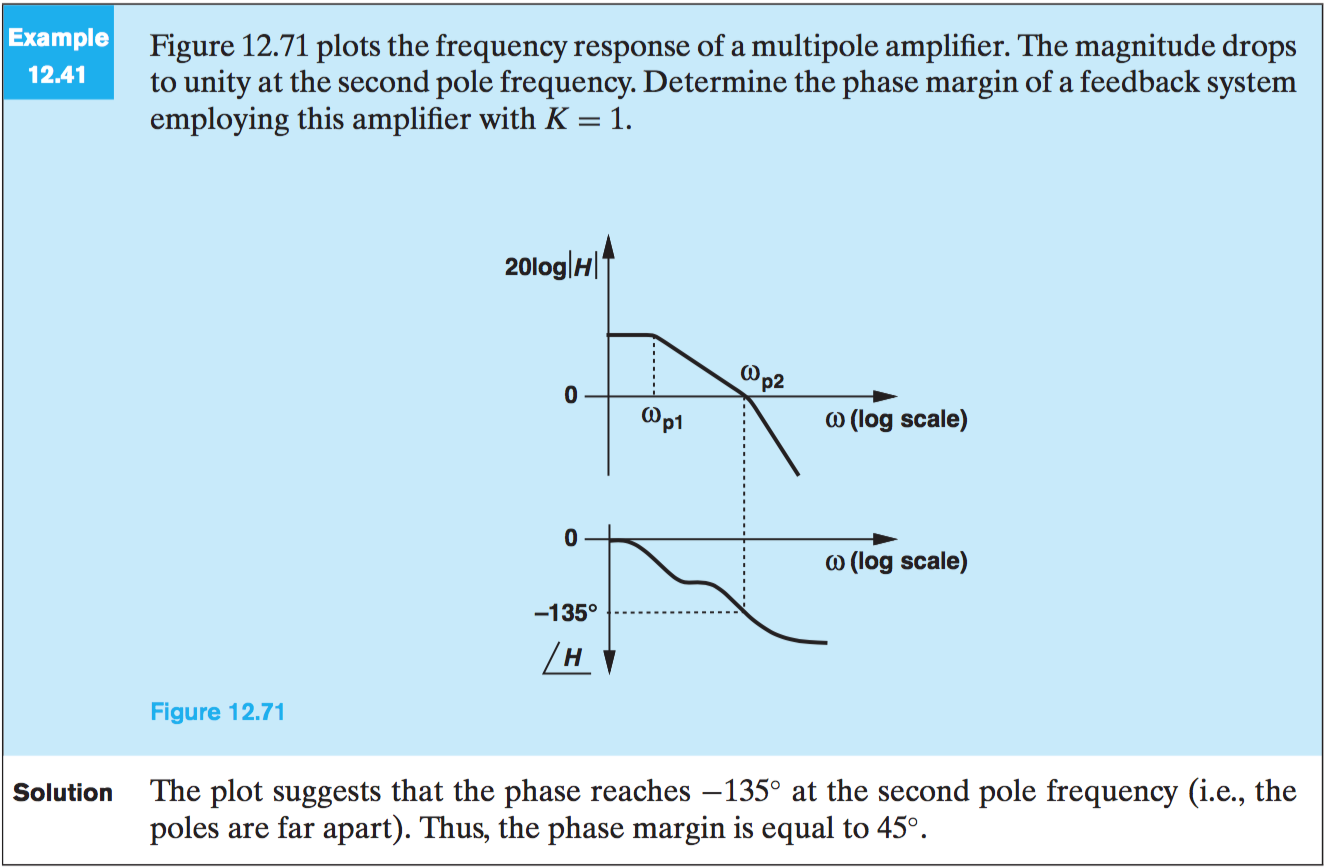 Example
12.41
Figure 12.71 plots the frequency response of a multipole amplifier. The magnitude drops
to unity at the second pole frequency. Determine the phase margin of a feedback system
employing this amplifier with K = 1.
20log|H|
0
ωp1
ωp2
ω (log scale)
0
ω (log scale)
−135°
∠H
Figure 12.71
Solution
The plot suggests that the phase reaches −135° at the second pole frequency (i.e., the
poles are far apart). Thus, the phase margin is equal to 45°.